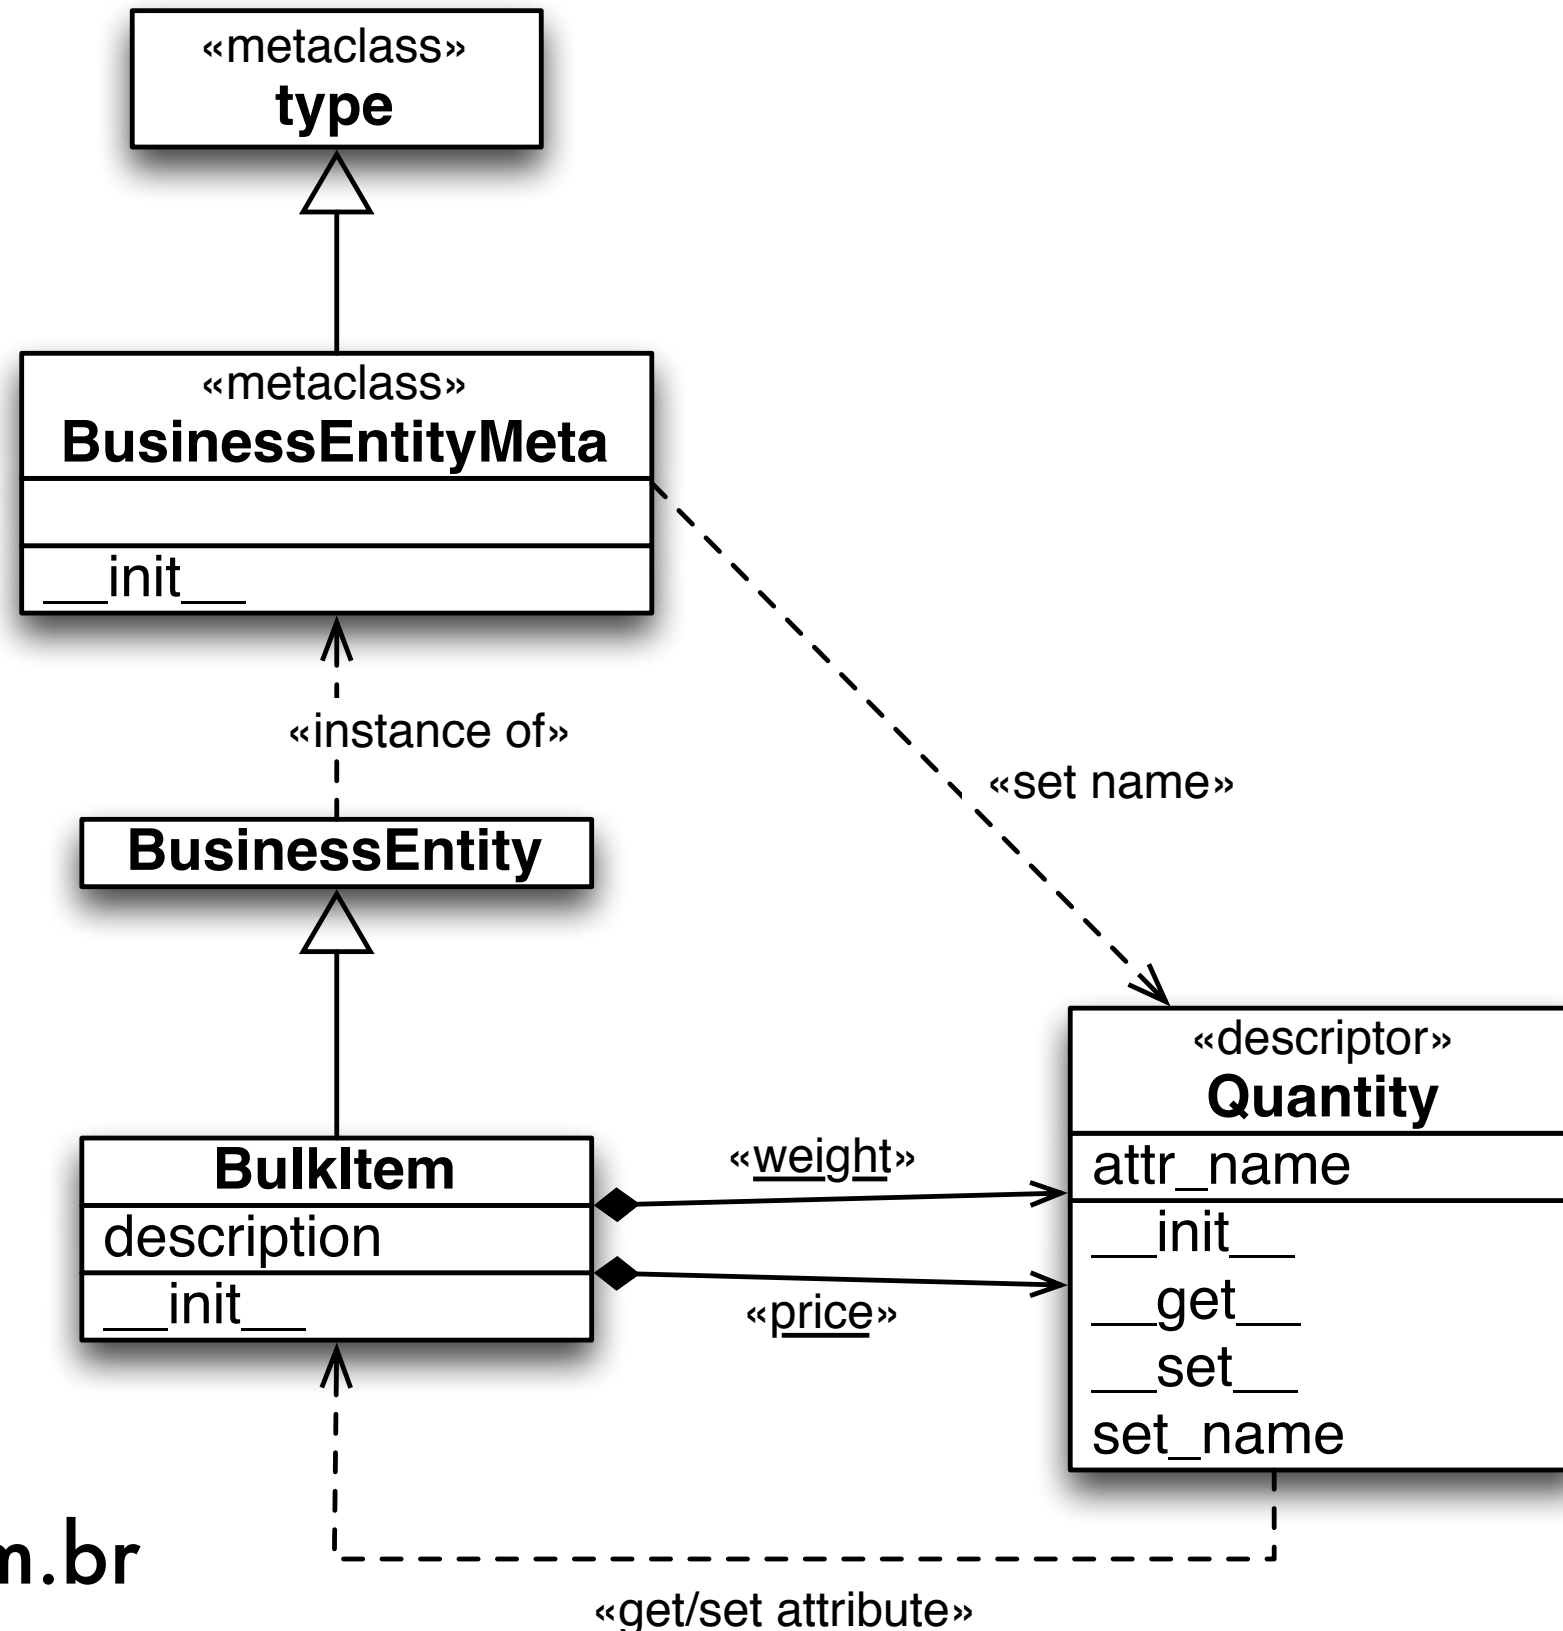 «metaclass»
type
«metaclass»
BusinessEntityMeta
__init__
«instance of»
«set name»
BusinessEntity
«descriptor»
Quantity
attr_name
__init__
__get__
__set__
set_name
BulkItem
description
__init__
«weight»
«price»
m.br
«get/set attribute»